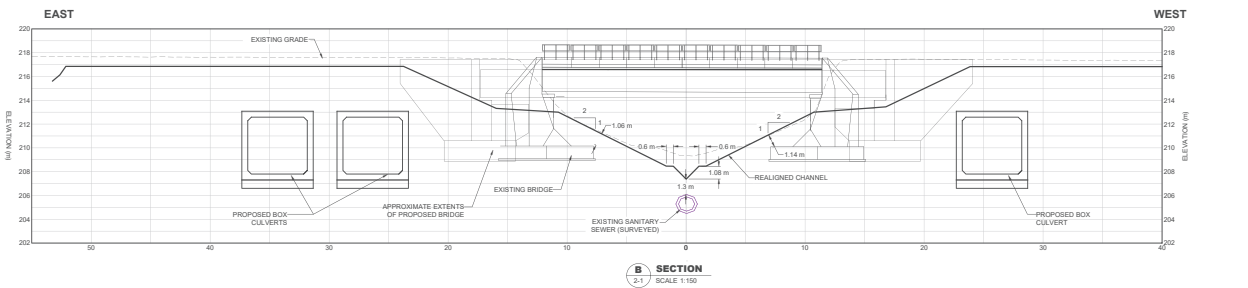 EAST
WEST
220
218
216
214
212
210
208
206
204
202
ELEVATION (m)
EXISTING GRADE
2
1
1.06 m
0.6 m
0.6 m
2
1
1.14 m
1.08 m
1.3 m
REALIGNED CHANNEL
EXISTING BRIDGE
APPROXIMATE EXTENTS
OF PROPOSED BRIDGE
PROPOSED BOX
CULVERTS
EXISTING SANITARY
SEWER (SURVEYED)
PROPOSED BOX
CULVERT
220
218
216
214
212
210
208
206
204
202
ELEVATION (m)
50
40
30
20
10
0
10
20
30
40
B
2-1
SECTION
SCALE 1:150